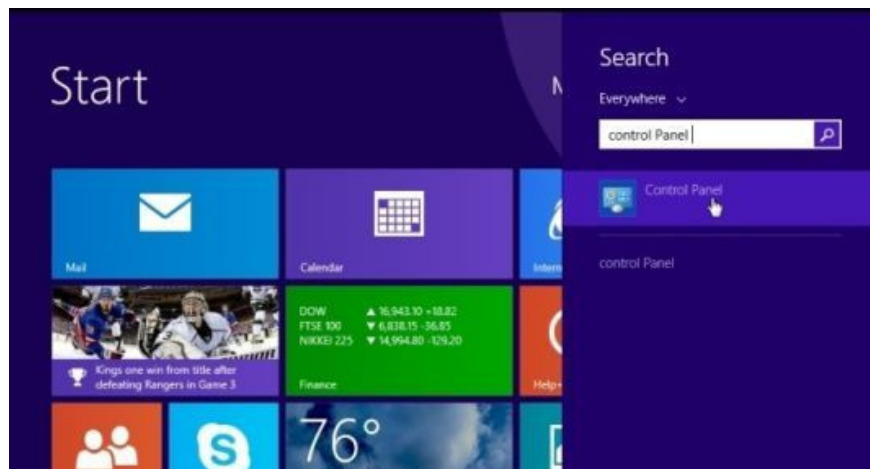 Start
Search
Everywhere
control Panel
Control Panel
control Panel
Mail
Calendar
Kings one win from title after
defeating Rangers in Game 3
DOW ▲ 16,943.10 +18.82
FTSE 100 ▼ 6,838.15 -36.85
NIKKEI 225 ▼ 14,994.80 -129.20
Finance
Help+
S
76°